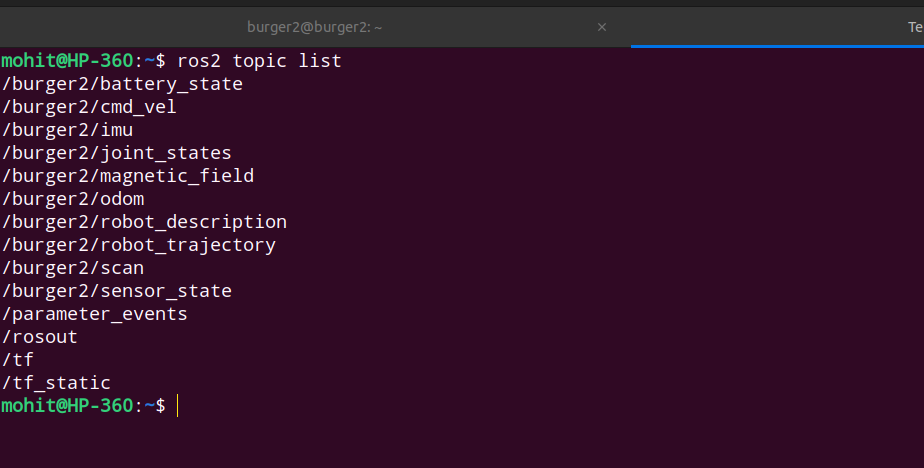 burger2@burger2: ~ × Te
mohit@HP-360:~$ ros2 topic list
/burger2/battery_state
/burger2/cmd_vel
/burger2/imu
/burger2/joint_states
/burger2/magnetic_field
/burger2/odom
/burger2/robot_description
/burger2/robot_trajectory
/burger2/scan
/burger2/sensor_state
/parameter_events
/rosout
/tf
/tf_static
mohit@HP-360:~$